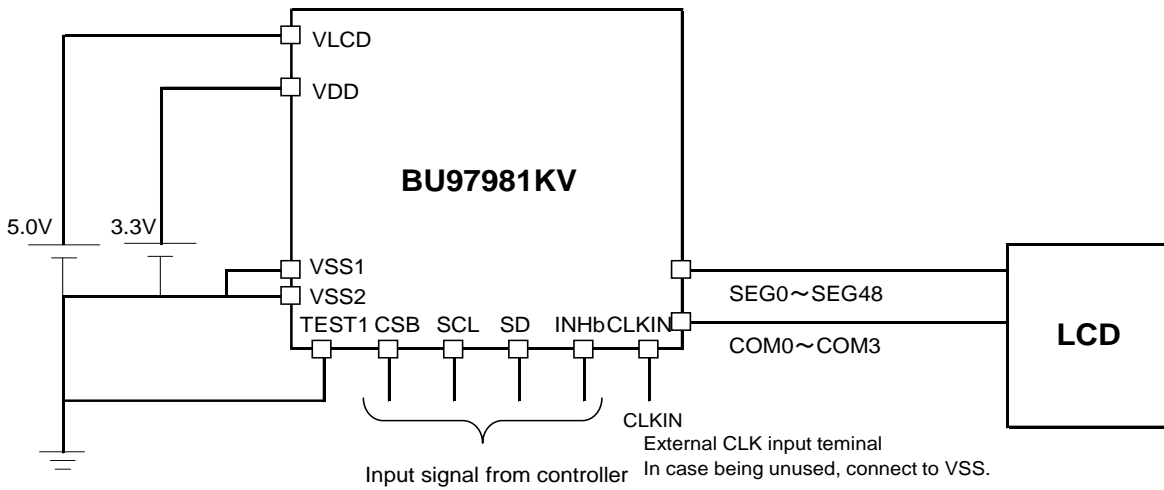 VLCD
VDD
BU97981KV
5.0V
3.3V
VSS1
VSS2
TEST1 CSB SCL SD INHb CLKIN
SEG0～SEG48
COM0～COM3
LCD
CLKIN
External CLK input teminal
In case being unused, connect to VSS.
Input signal from controller